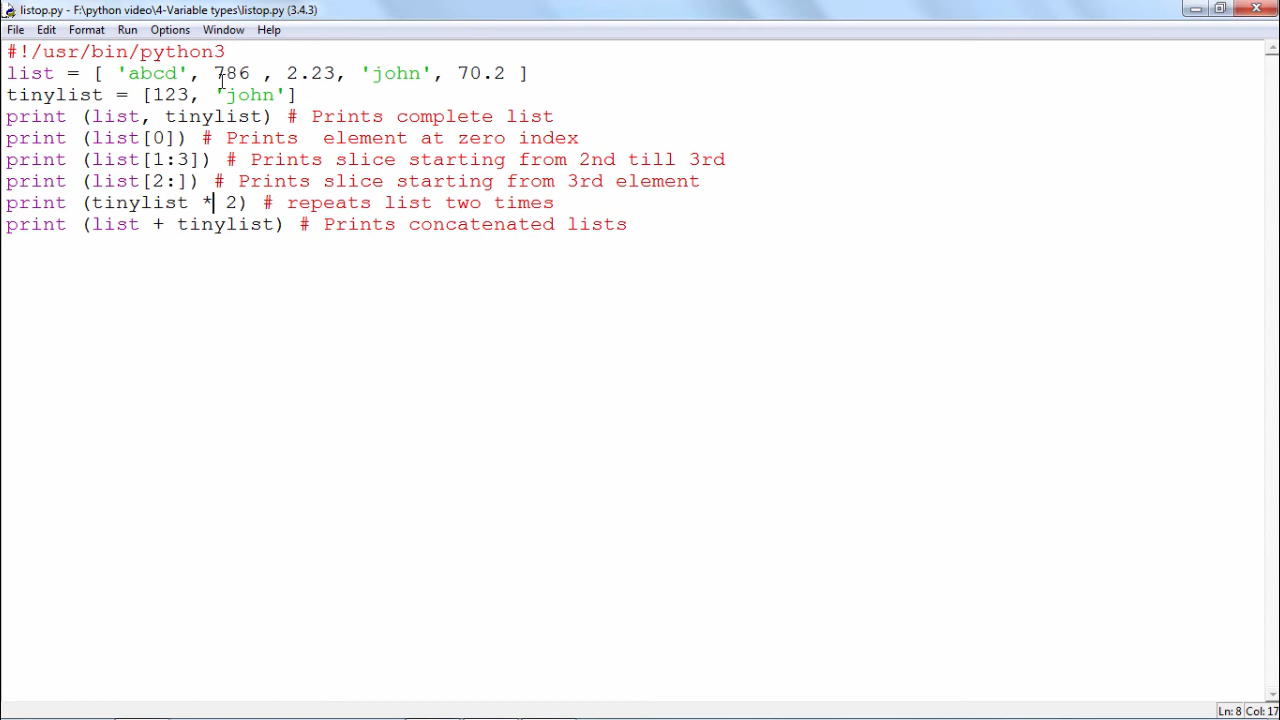 listop.py - F:\python video\4-Variable types\listop.py (3.4.3)
File Edit Format Run Options Window Help
#!/usr/bin/python3
list = [ 'abcd', 786 , 2.23, 'john', 70.2 ]
tinylist = [123, 'john']
print (list, tinylist) # Prints complete list
print (list[0]) # Prints  element at zero index
print (list[1:3]) # Prints slice starting from 2nd till 3rd
print (list[2:]) # Prints slice starting from 3rd element
print (tinylist * 2) # repeats list two times
print (list + tinylist) # Prints concatenated lists
Ln: 8 Col: 17